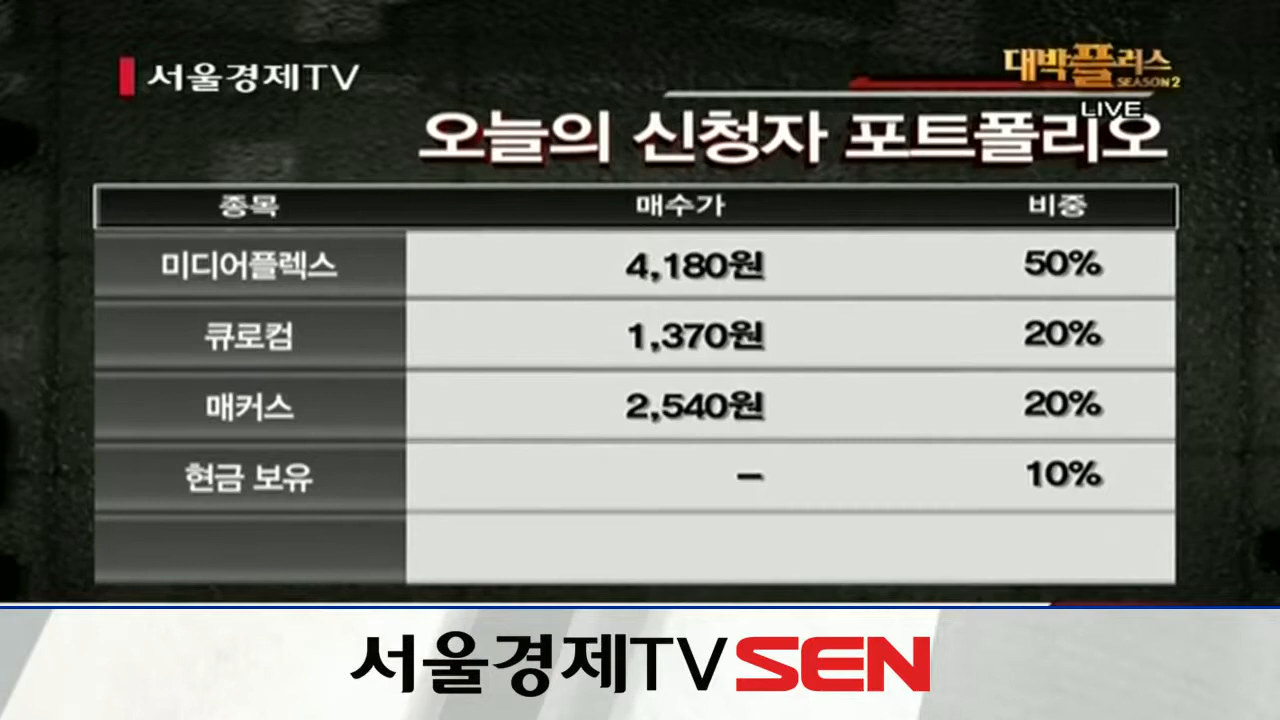 서울경제TV
대박플러스
SEASON 2
LIVE
오늘의 신청자 포트폴리오
종목 매수가 비중
미디어플렉스 4,180원 50%
큐로컴 1,370원 20%
매커스 2,540원 20%
현금 보유 – 10%
서울경제TV SEN